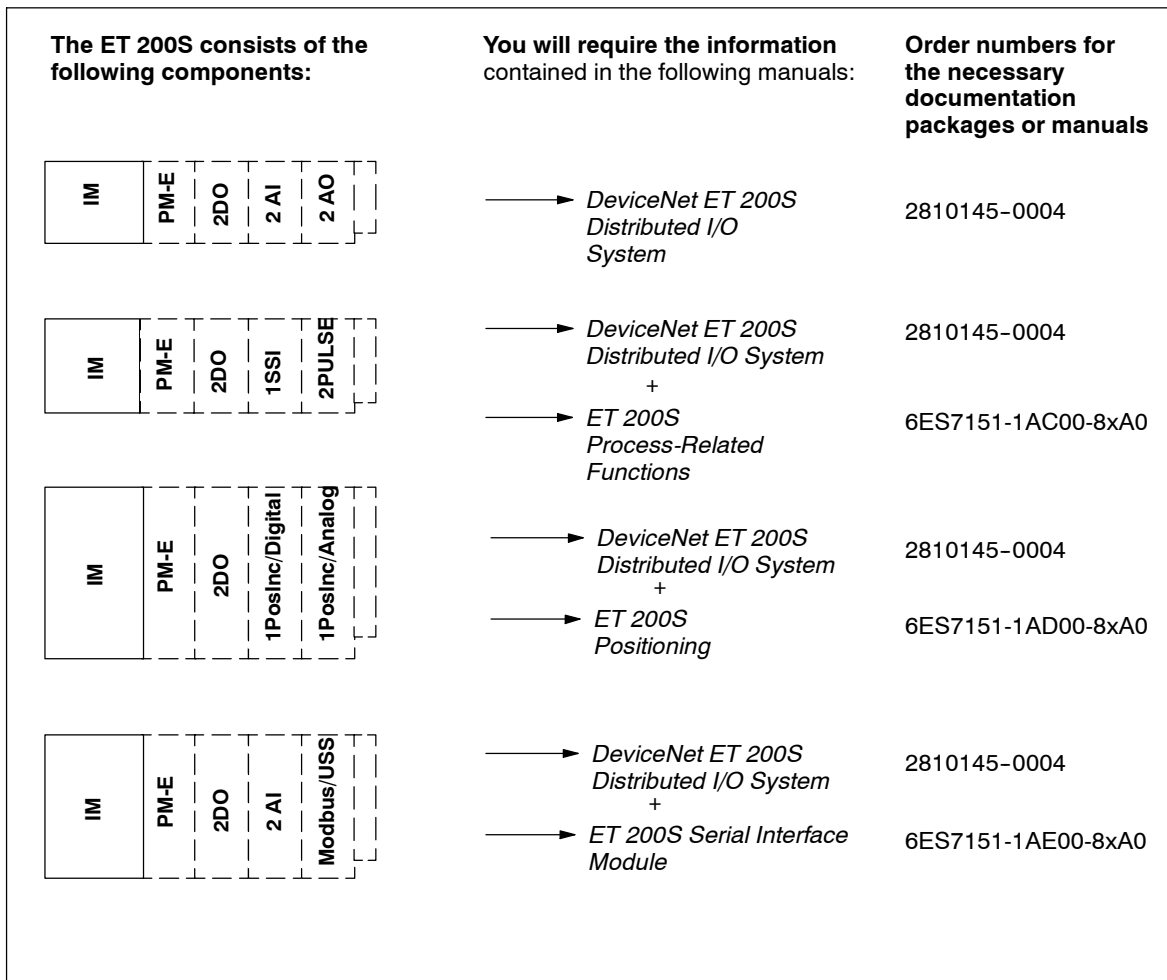 The ET 200S consists of the
following components:
You will require the information
contained in the following manuals:
Order numbers for
the necessary
documentation
packages or manuals
IM
PM-E
2DO
2 AI
2 AO
DeviceNet ET 200S
Distributed I/O
System
2810145-0004
IM
PM-E
2DO
1SSI
2PULSE
DeviceNet ET 200S
Distributed I/O System
2810145-0004
+
ET 200S
Process-Related
Functions
6ES7151-1AC00-8xA0
IM
PM-E
2DO
1PosInc/Digital
1PosInc/Analog
DeviceNet ET 200S
Distributed I/O System
2810145-0004
+
ET 200S
Positioning
6ES7151-1AD00-8xA0
IM
PM-E
2DO
2 AI
Modbus/USS
DeviceNet ET 200S
Distributed I/O System
2810145-0004
+
ET 200S Serial Interface
Module
6ES7151-1AE00-8xA0